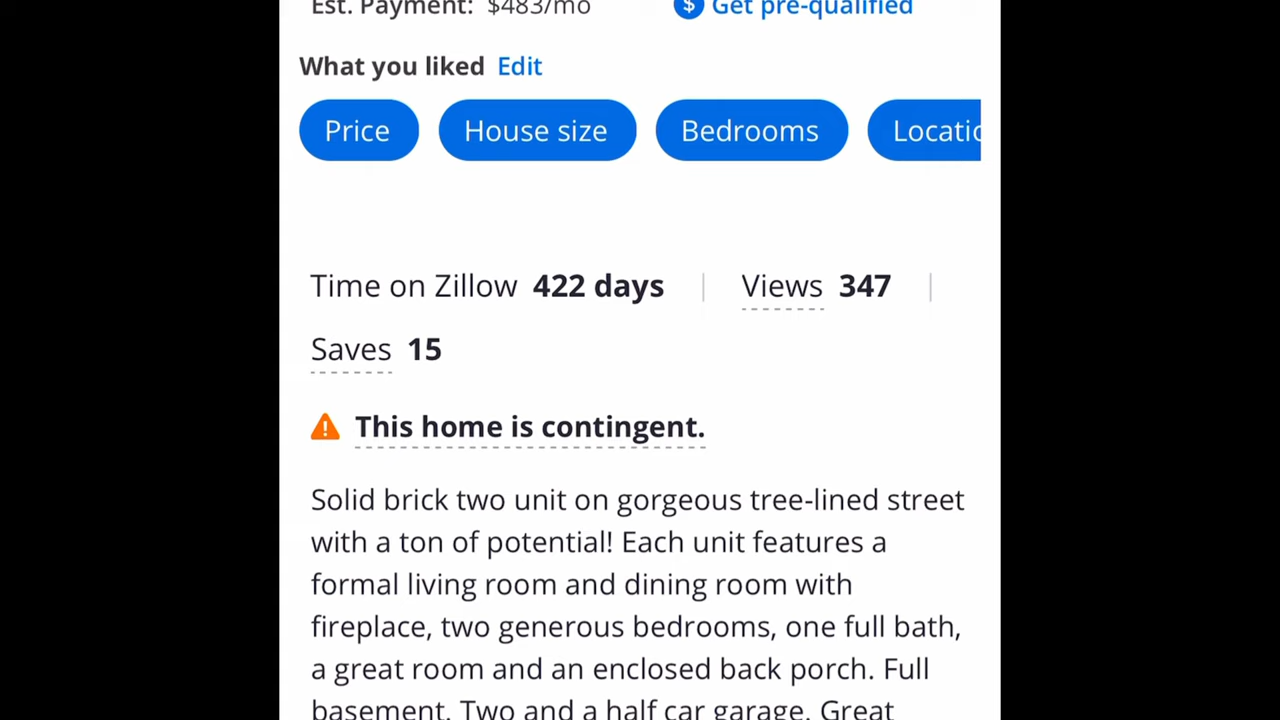 Est. Payment: $483/mo $ Get pre-qualified
What you liked Edit
Price House size Bedrooms Locatio
Time on Zillow 422 days | Views 347 |
Saves 15
This home is contingent.
Solid brick two unit on gorgeous tree-lined street
with a ton of potential! Each unit features a
formal living room and dining room with
fireplace, two generous bedrooms, one full bath,
a great room and an enclosed back porch. Full
basement. Two and a half car garage. Great